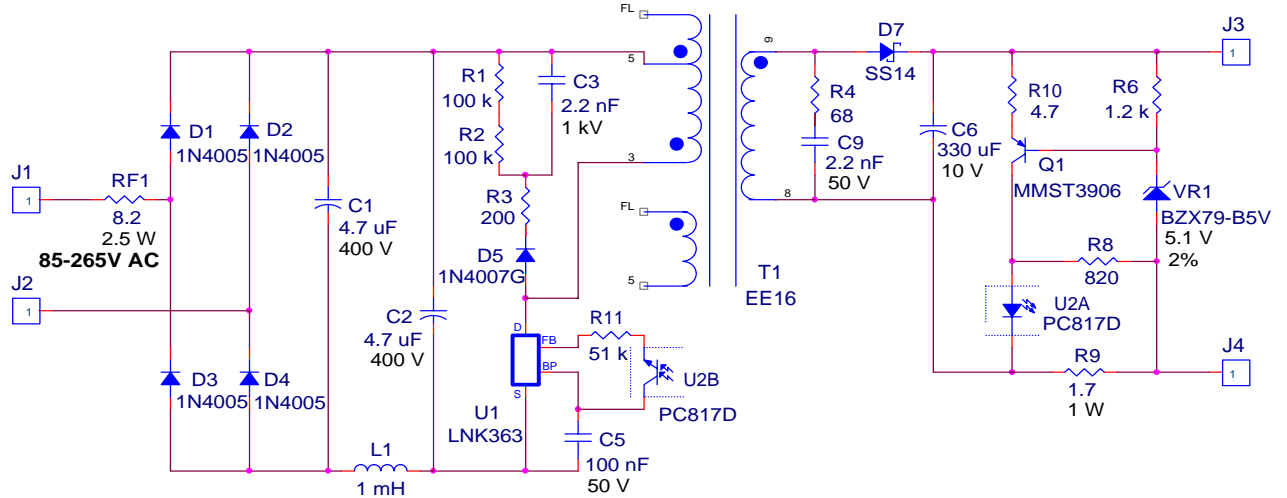 FL
J3
D7
SS14
9
1
5
R1
100 k
C3
2.2 nF
1 kV
R4
68
R10
4.7
R6
1.2 k
D1
1N4005
D2
1N4005
R2
100 k
C9
2.2 nF
50 V
C6
330 uF
10 V
Q1
MMST3906
3
8
J1
1
RF1
8.2
2.5 W
85-265V AC
C1
4.7 uF
400 V
R3
200
FL
VR1
BZX79-B5V
5.1 V
2%
D5
1N4007G
R8
820
J2
1
5
T1
EE16
C2
4.7 uF
400 V
D
FB
BP
S
R11
51 k
U2A
PC817D
J4
1
D3
1N4005
D4
1N4005
U2B
PC817D
R9
1.7
1 W
U1
LNK363
L1
1 mH
C5
100 nF
50 V